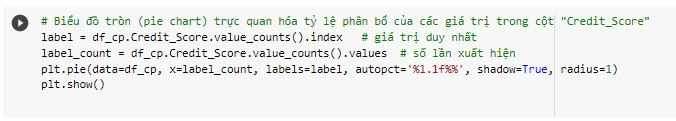 # Biểu đồ tròn (pie chart) trực quan hóa tỷ lệ phân bổ của các giá trị trong cột "Credit_Score"
label = df_cp.Credit_Score.value_counts().index   # giá trị duy nhất
label_count = df_cp.Credit_Score.value_counts().values  # số lần xuất hiện
plt.pie(data=df_cp, x=label_count, labels=label, autopct='%1.1f%%', shadow=True, radius=1)
plt.show()